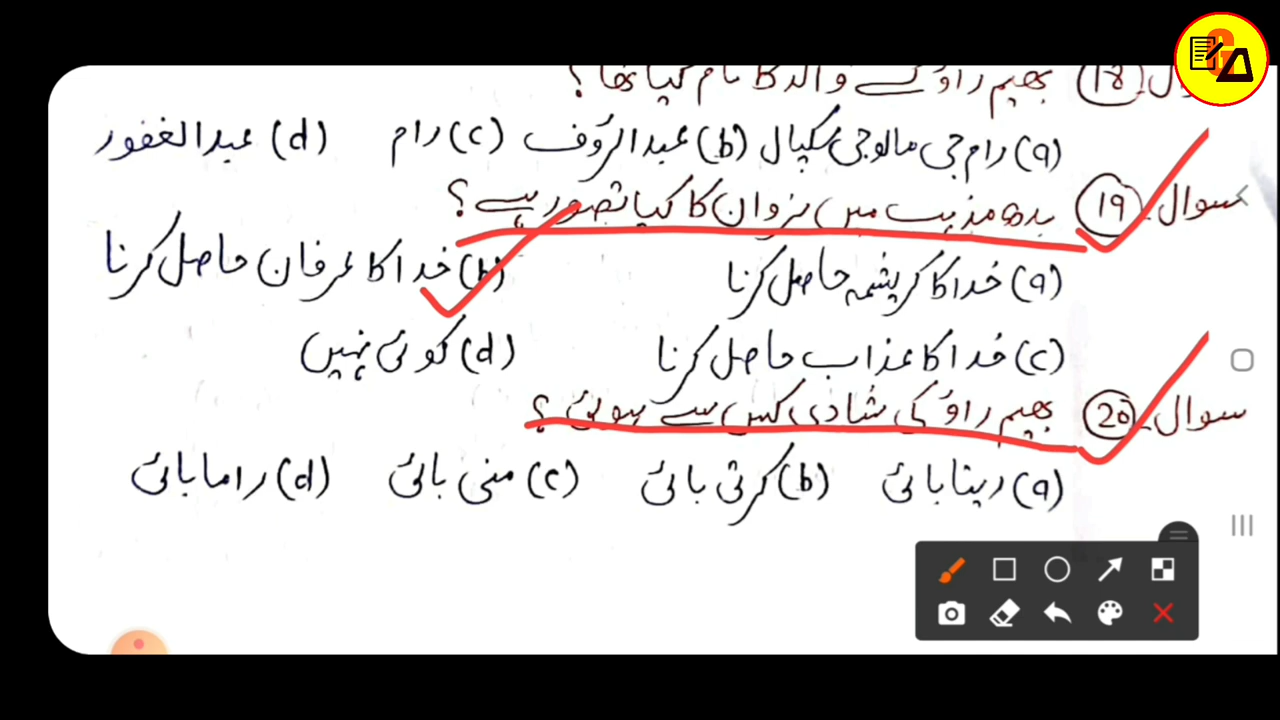 سوال (18) بھیم راؤ کے والد کا نام کیا تھا ؟
(a) رام جی مالوجی سکپال (b) عبدالرؤف (c) رام (d) عبدالغفور
سوال (19) بدھ مذہب میں نروان کا کیا تصور ہے ؟
(a) خدا کا کرشمہ حاصل کرنا (b) خدا کا عرفان حاصل کرنا
(c) خدا کا عذاب حاصل کرنا (d) کوئی نہیں
سوال (20) بھیم راؤ کی شادی کس سے ہوئی ؟
(a) ریتا بائی (b) کرتی بائی (c) منی بائی (d) راما بائی